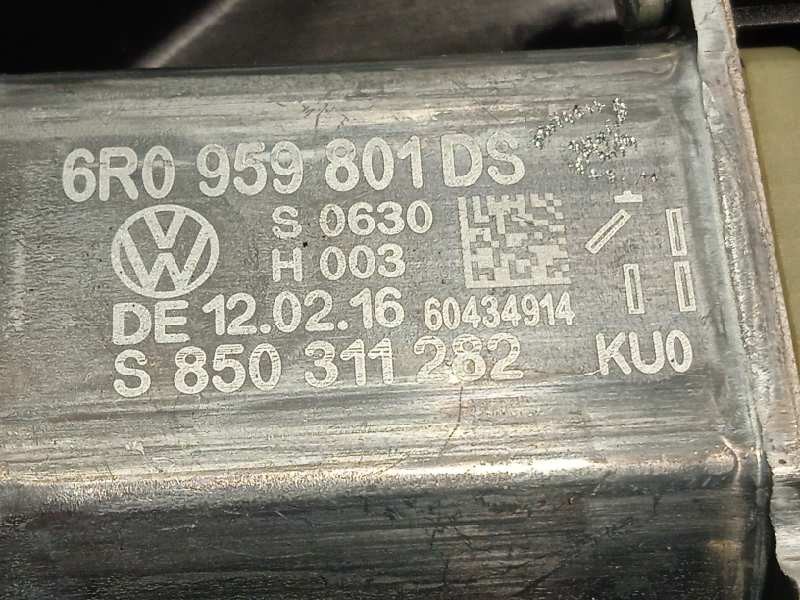 6R0 959 801 DS
S 0630
H 003
DE 12.02.16 60434914
S 850 311 282 KU0